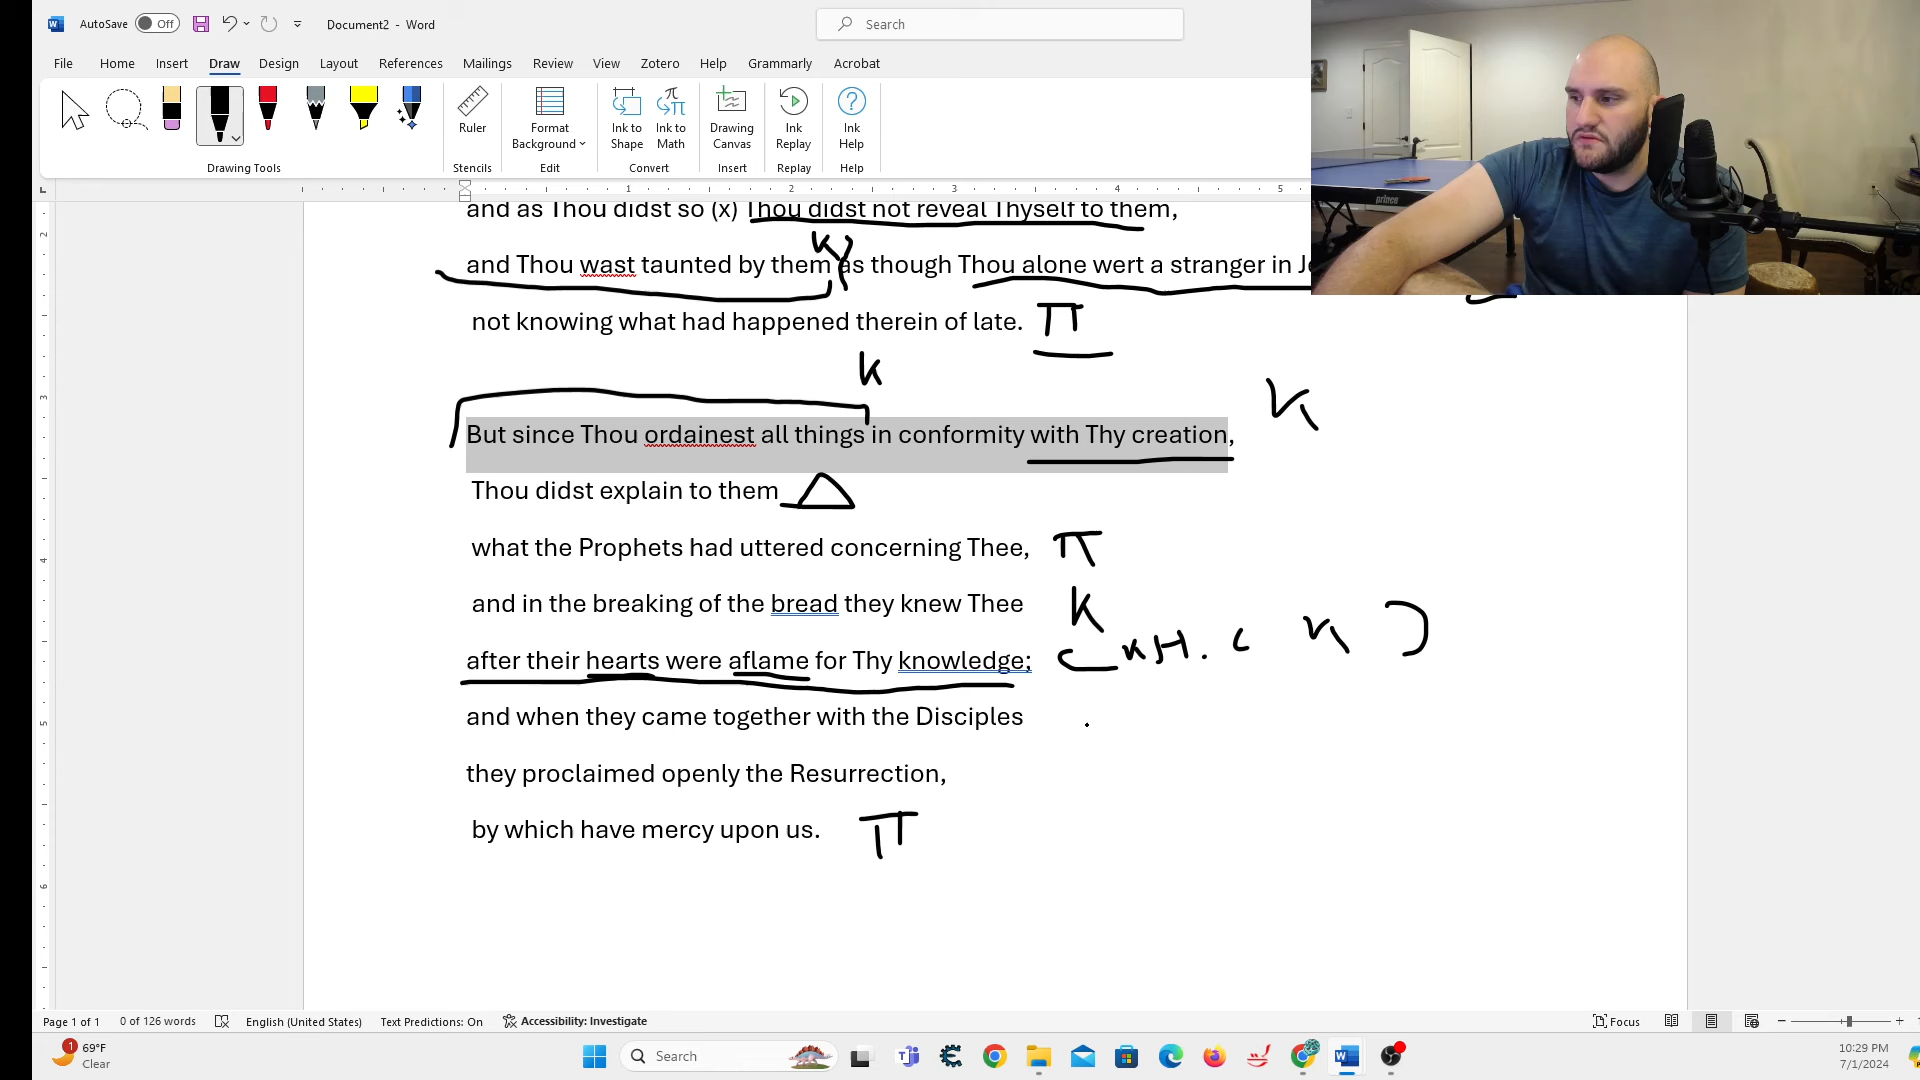 AutoSave Off Document2 - Word Search
File Home Insert Draw Design Layout References Mailings Review View Zotero Help Grammarly Acrobat
Ruler Format Background Ink to Shape Ink to Math Drawing Canvas Ink Replay Ink Help
Drawing Tools Stencils Edit Convert Insert Replay Help
1 2 3 4 5
and as Thou didst so (x) Thou didst not reveal Thyself to them,
k
and Thou wast taunted by them as though Thou alone wert a stranger in Je
not knowing what had happened therein of late. π
k
But since Thou ordainest all things in conformity with Thy creation,
Thou didst explain to them Δ
what the Prophets had uttered concerning Thee, π
and in the breaking of the bread they knew Thee k
after their hearts were aflame for Thy knowledge;
and when they came together with the Disciples
they proclaimed openly the Resurrection,
by which have mercy upon us. π
prince
Page 1 of 1 0 of 126 words English (United States) Text Predictions: On Accessibility: Investigate Focus
1 69°F Clear Search 10:29 PM 7/1/2024